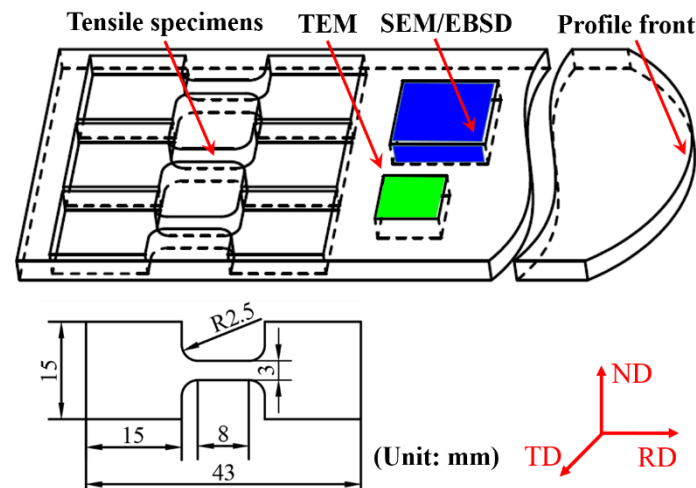 Tensile specimens TEM SEM/EBSD Profile front
R2.5
15
3
15
8
43
(Unit: mm)
ND
TD
RD